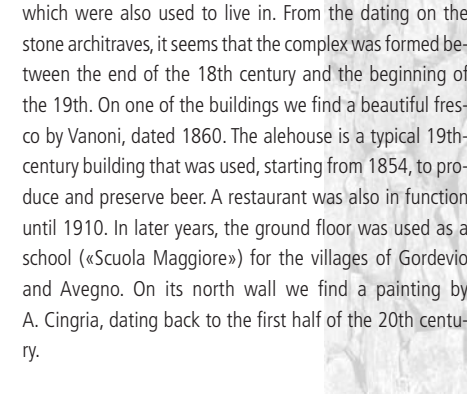 which were also used to live in. From the dating on the
stone architraves, it seems that the complex was formed be-
tween the end of the 18th century and the beginning of
the 19th. On one of the buildings we find a beautiful fres-
co by Vanoni, dated 1860. The alehouse is a typical 19th-
century building that was used, starting from 1854, to pro-
duce and preserve beer. A restaurant was also in function
until 1910. In later years, the ground floor was used as a
school («Scuola Maggiore») for the villages of Gordevio
and Avegno. On its north wall we find a painting by
A. Cingria, dating back to the first half of the 20th centu-
ry.